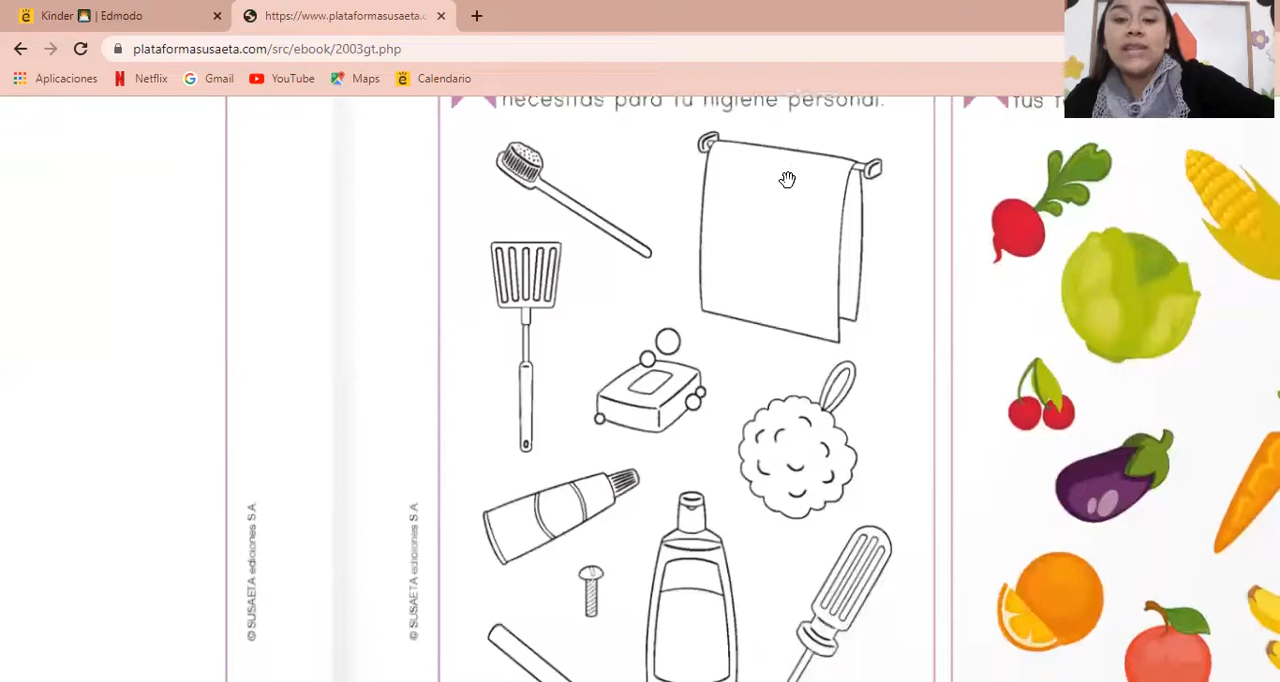 Kinder | Edmodo
https://www.plataformasusaeta.c
plataformasusaeta.com/src/ebook/2003gt.php
Aplicaciones Netflix Gmail YouTube Maps Calendario
necesitas para tu higiene personal.
tus
© SUSAETA ediciones S.A.
© SUSAETA ediciones S.A.